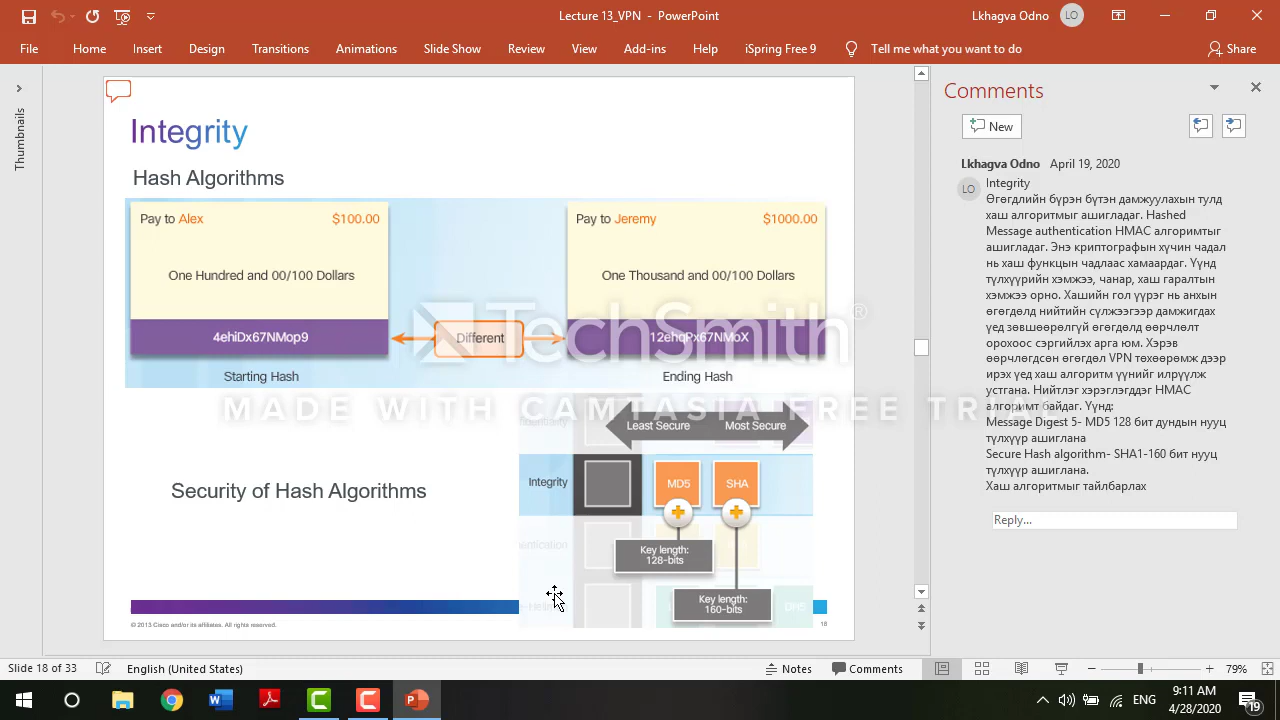 Lecture 13_VPN - PowerPoint
Lkhagva Odno
LO
File
Home
Insert
Design
Transitions
Animations
Slide Show
Review
View
Add-ins
Help
iSpring Free 9
Tell me what you want to do
Share
Thumbnails
Integrity
Hash Algorithms
Pay to Alex $100.00
One Hundred and 00/100 Dollars
4ehiDx67NMop9
Starting Hash
Different
Pay to Jeremy $1000.00
One Thousand and 00/100 Dollars
12ehqPx67NMoX
Ending Hash
TechSmith®
MADE WITH CAMTASIA FREE TRIAL
Security of Hash Algorithms
Least Secure
Most Secure
Integrity
MD5
SHA
Key length:
128-bits
Key length:
160-bits
DH5
© 2013 Cisco and/or its affiliates. All rights reserved.
18
Comments
New
Lkhagva Odno April 19, 2020
LO
Integrity
Өгөгдлийн бүрэн бүтэн дамжуулахын тулд
хаш алгоритмыг ашигладаг. Hashed
Message authentication HMAC алгоримтыг
ашигладаг. Энэ криптографын хүчин чадал
нь хаш функцын чадлаас хамаардаг. Үүнд
түлхүүрийн хэмжээ, чанар, хаш гаралтын
хэмжээ орно. Хашийн гол үүрэг нь анхын
өгөгдөлд нийтийн сүлжээгээр дамжигдах
үед зөвшөөрөлгүй өгөгдөлд өөрчлөлт
орохоос сэргийлэх арга юм. Хэрэв
өөрчлөгдсөн өгөгдөл VPN төхөөрөмж дээр
ирэх үед хаш алгоритм үүнийг илрүүлж
устгана. Нийтлэг хэрэглэгддэг HMAC
алгоримт байдаг. Үүнд:
Message Digest 5- MD5 128 бит дундын нууц
түлхүүр ашиглана
Secure Hash algorithm- SHA1-160 бит нууц
түлхүүр ашиглана.
Хаш алгоритмыг тайлбарлах
Reply...
Slide 18 of 33
English (United States)
Notes
Comments
79%
ENG
9:11 AM
4/28/2020
19